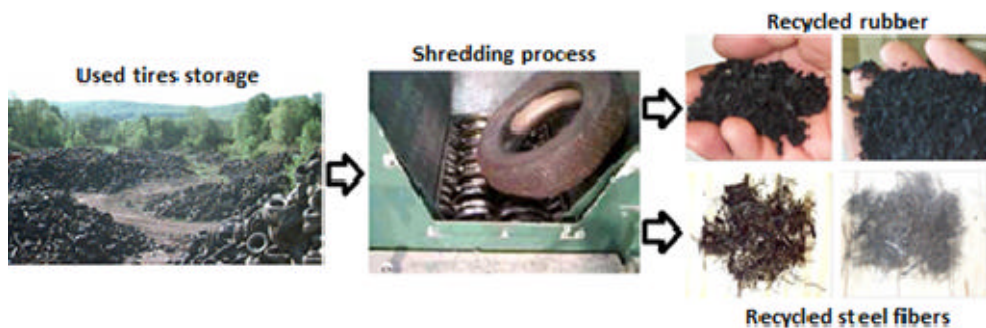 Used tires storage
Shredding process
Recycled rubber
Recycled steel fibers